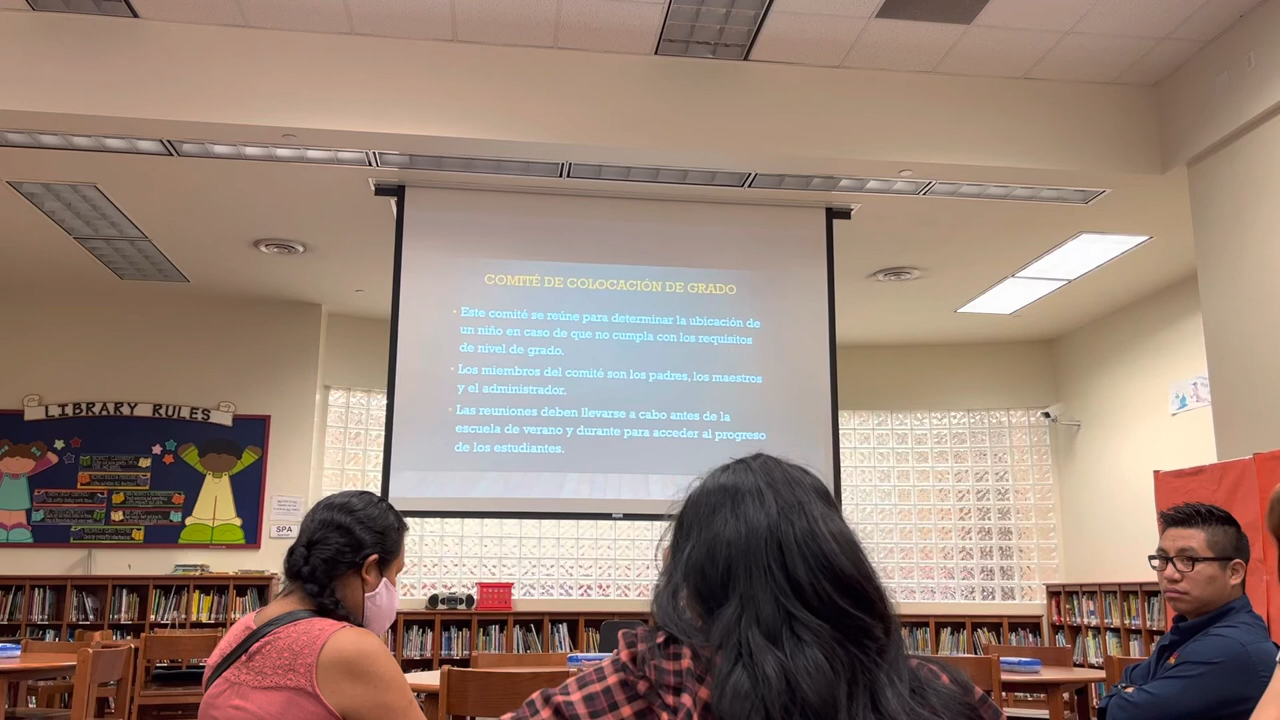 COMITÉ DE COLOCACIÓN DE GRADO
• Este comité se reúne para determinar la ubicación de
un niño en caso de que no cumpla con los requisitos
de nivel de grado.
• Los miembros del comité son los padres, los maestros
y el administrador.
• Las reuniones deben llevarse a cabo antes de la
escuela de verano y durante para acceder al progreso
de los estudiantes.
LIBRARY RULES
SPA